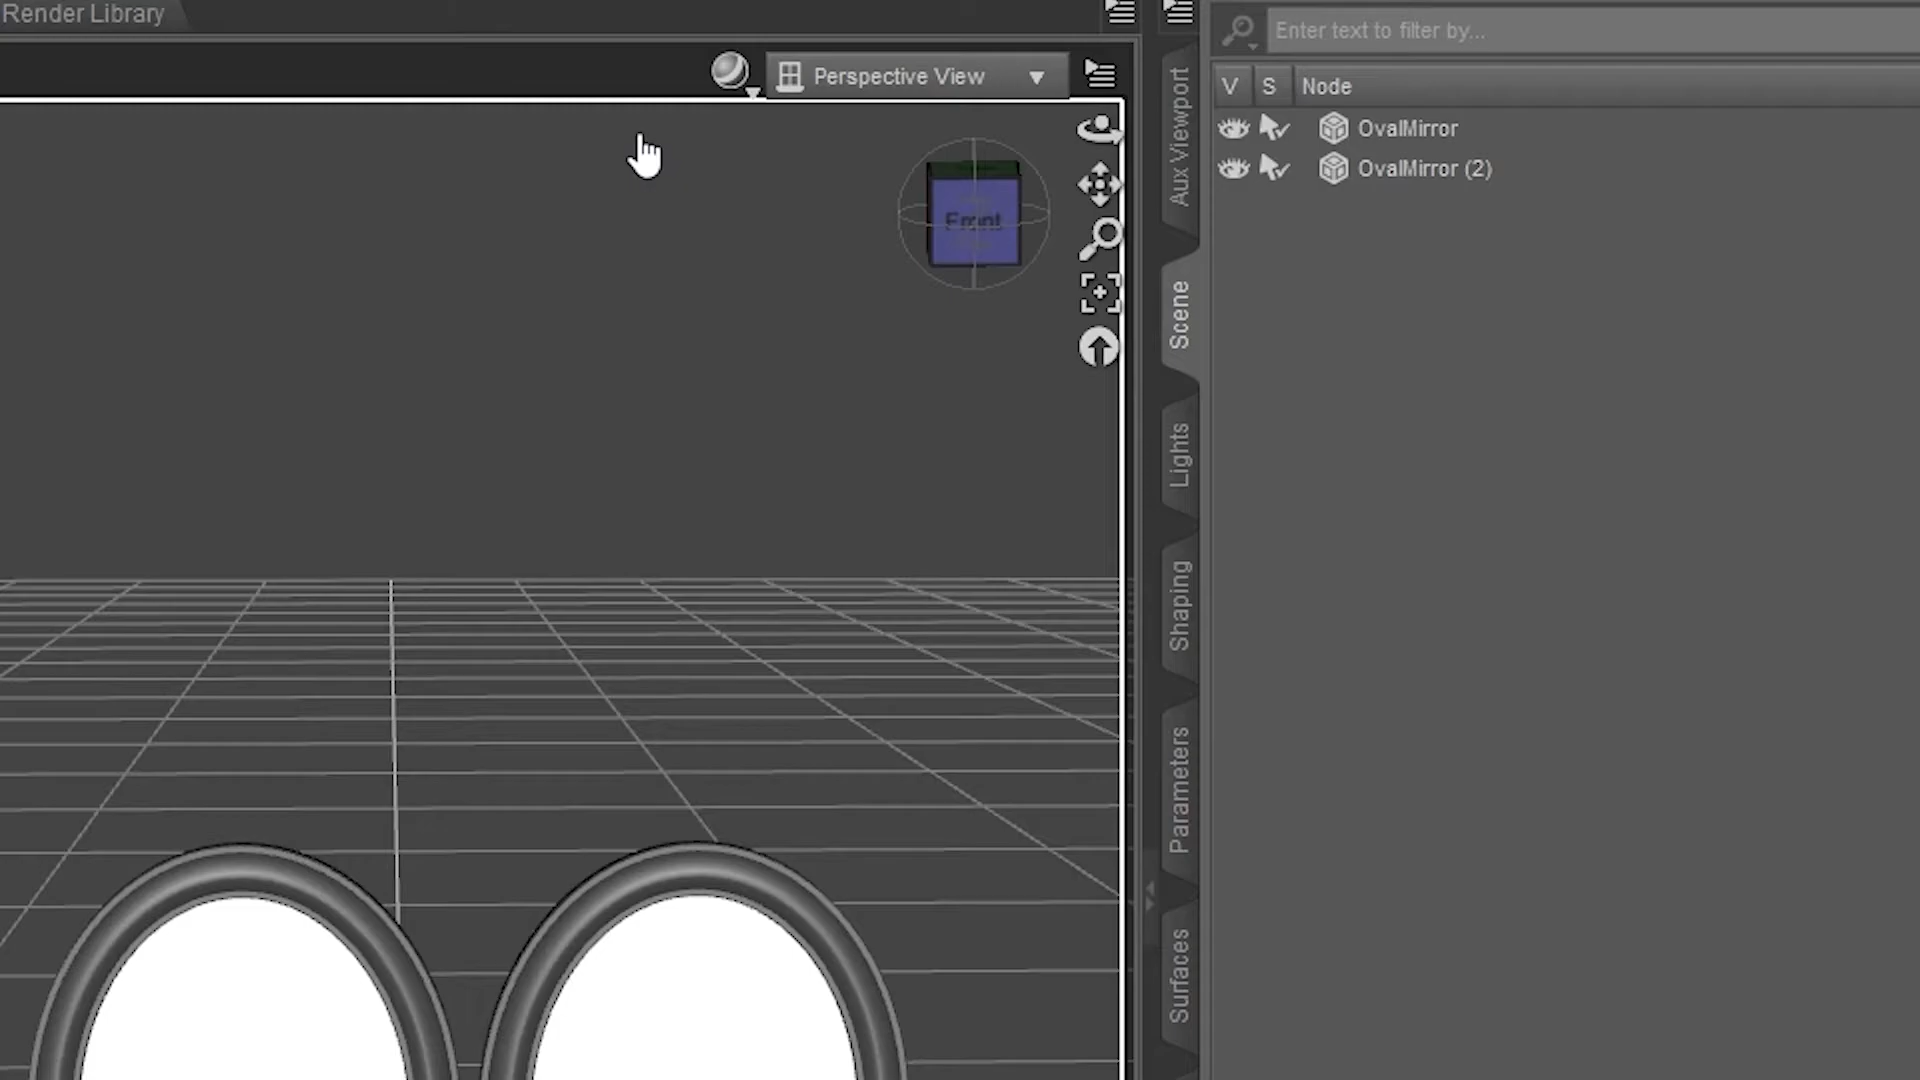 Render Library
Perspective View
Front
Aux Viewport
Scene
Lights
Shaping
Parameters
Surfaces
Enter text to filter by...
V S Node
OvalMirror
OvalMirror (2)